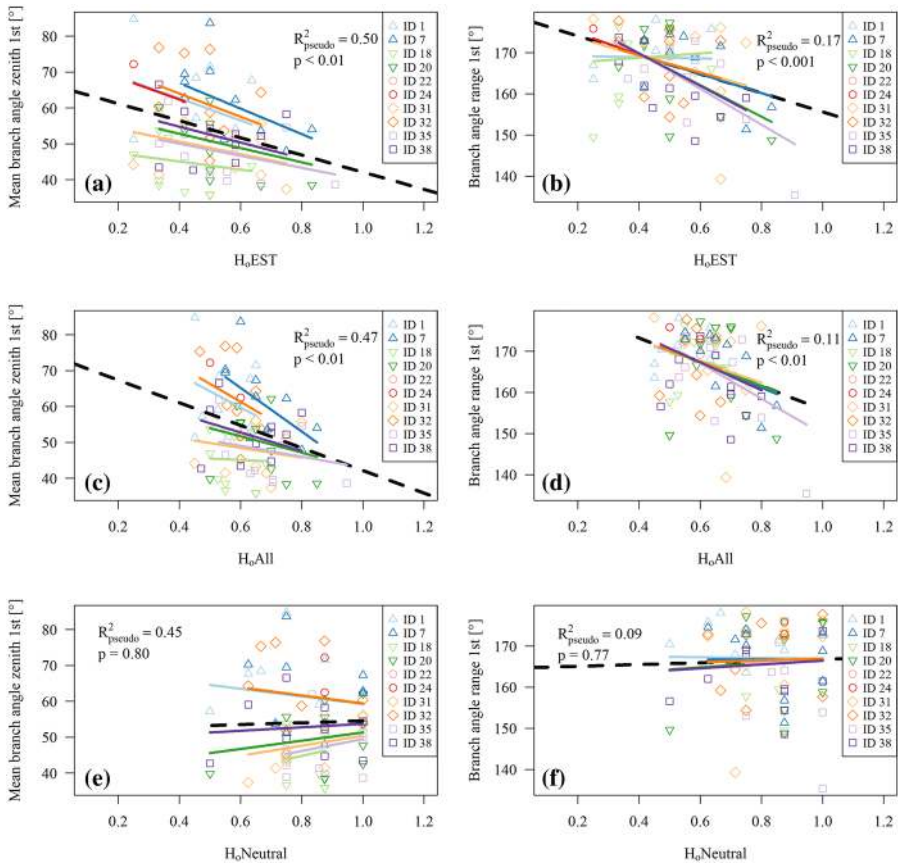 Mean branch angle zenith 1st [°]
80
70
60
50
40
(a)
R²pseudo = 0.50
p < 0.01
ID 1
ID 7
ID 18
ID 20
ID 22
ID 24
ID 31
ID 32
ID 35
ID 38
0.2 0.4 0.6 0.8 1.0 1.2
HoEST
Branch angle range 1st [°]
170
160
150
140
(b)
R²pseudo = 0.17
p < 0.001
ID 1
ID 7
ID 18
ID 20
ID 22
ID 24
ID 31
ID 32
ID 35
ID 38
0.2 0.4 0.6 0.8 1.0 1.2
HoEST
Mean branch angle zenith 1st [°]
80
70
60
50
40
(c)
R²pseudo = 0.47
p < 0.01
ID 1
ID 7
ID 18
ID 20
ID 22
ID 24
ID 31
ID 32
ID 35
ID 38
0.2 0.4 0.6 0.8 1.0 1.2
HoAll
Branch angle range 1st [°]
170
160
150
140
(d)
R²pseudo = 0.11
p < 0.01
ID 1
ID 7
ID 18
ID 20
ID 22
ID 24
ID 31
ID 32
ID 35
ID 38
0.2 0.4 0.6 0.8 1.0 1.2
HoAll
Mean branch angle zenith 1st [°]
80
70
60
50
40
(e)
R²pseudo = 0.45
p = 0.80
ID 1
ID 7
ID 18
ID 20
ID 22
ID 24
ID 31
ID 32
ID 35
ID 38
0.2 0.4 0.6 0.8 1.0 1.2
HoNeutral
Branch angle range 1st [°]
170
160
150
140
(f)
R²pseudo = 0.09
p = 0.77
ID 1
ID 7
ID 18
ID 20
ID 22
ID 24
ID 31
ID 32
ID 35
ID 38
0.2 0.4 0.6 0.8 1.0 1.2
HoNeutral